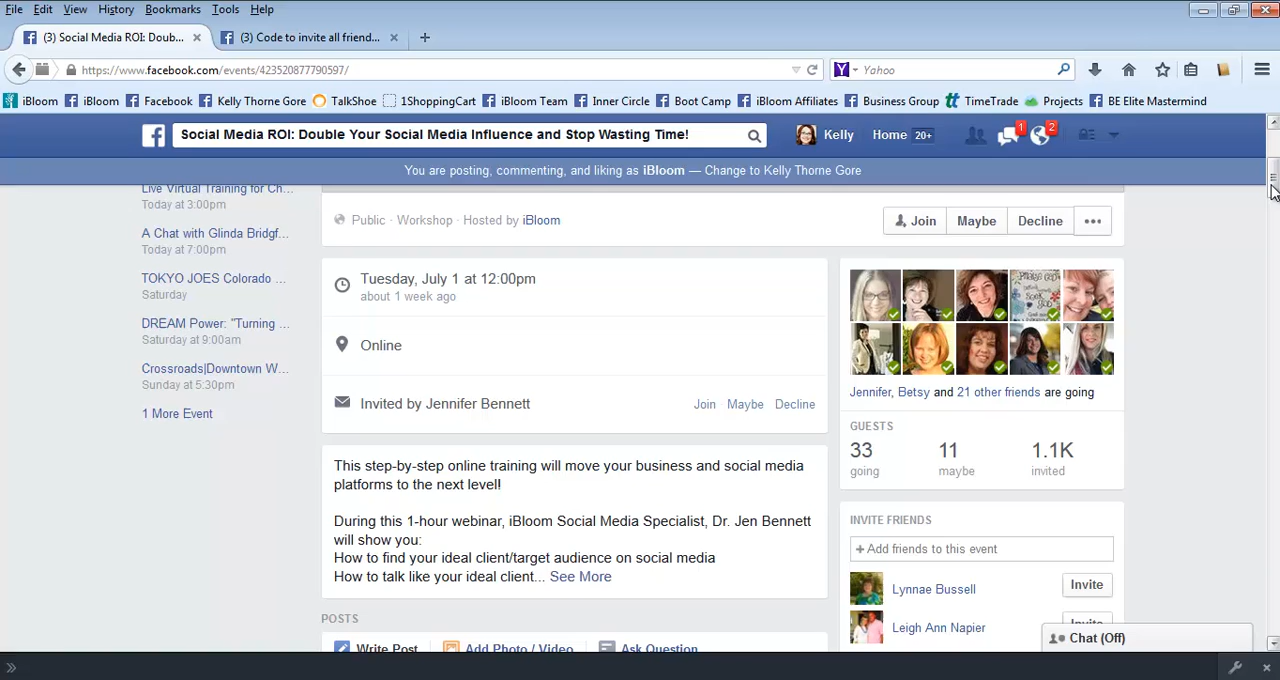 File Edit View History Bookmarks Tools Help
(3) Social Media ROI: Doub... × (3) Code to invite all friend... × +
https://www.facebook.com/events/423520877790597/ Yahoo
iBloom iBloom Facebook Kelly Thorne Gore TalkShoe 1ShoppingCart iBloom Team Inner Circle Boot Camp iBloom Affiliates Business Group TimeTrade Projects BE Elite Mastermind
Social Media ROI: Double Your Social Media Influence and Stop Wasting Time! Kelly Home 20+ 1 2
You are posting, commenting, and liking as iBloom — Change to Kelly Thorne Gore
Live Virtual Training for Ch...
Today at 3:00pm
A Chat with Glinda Bridgf...
Today at 7:00pm
TOKYO JOES Colorado ...
Saturday
DREAM Power: "Turning ...
Saturday at 9:00am
Crossroads|Downtown W...
Sunday at 5:30pm
1 More Event
Public · Workshop · Hosted by iBloom
Join Maybe Decline ...
Tuesday, July 1 at 12:00pm
about 1 week ago
Online
Invited by Jennifer Bennett Join Maybe Decline
This step-by-step online training will move your business and social media
platforms to the next level!
During this 1-hour webinar, iBloom Social Media Specialist, Dr. Jen Bennett
will show you:
How to find your ideal client/target audience on social media
How to talk like your ideal client... See More
POSTS
Write Post Add Photo / Video Ask Question
Jennifer, Betsy and 21 other friends are going
GUESTS
33 11 1.1K
going maybe invited
INVITE FRIENDS
+ Add friends to this event
Lynnae Bussell Invite
Leigh Ann Napier Invite
Chat (Off)